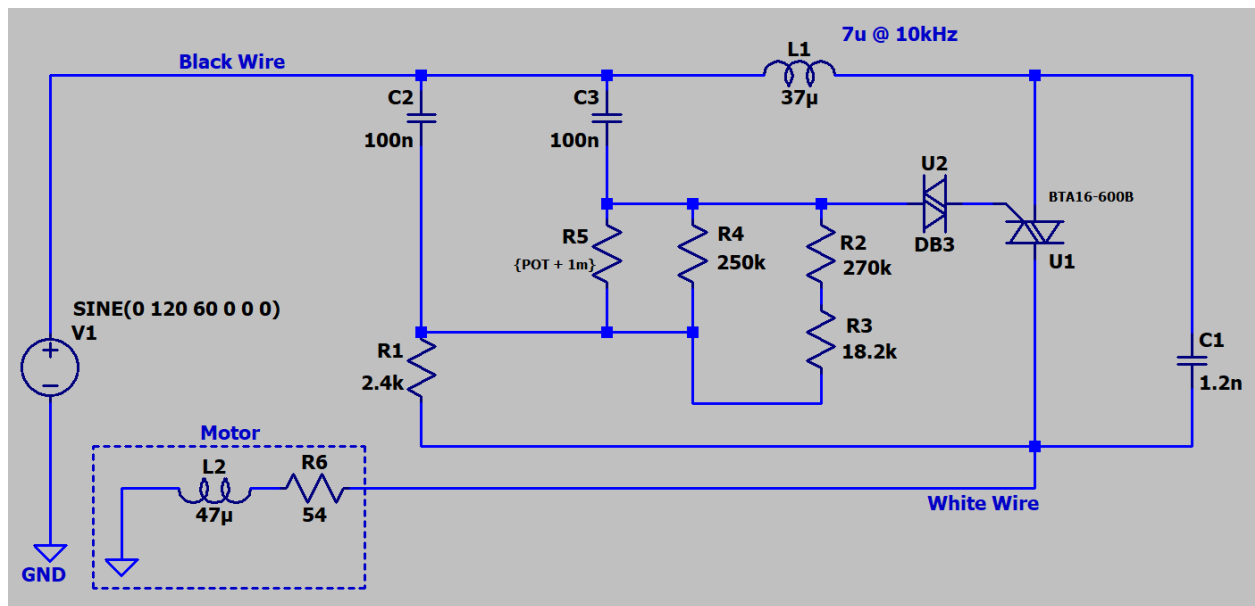 7u @ 10kHz
Black Wire
L1
37µ
C2
100n
C3
100n
U2
DB3
BTA16-600B
U1
R5
{POT + 1m}
R4
250k
R2
270k
R3
18.2k
SINE(0 120 60 0 0 0)
V1
R1
2.4k
C1
1.2n
Motor
L2
47µ
R6
54
White Wire
GND